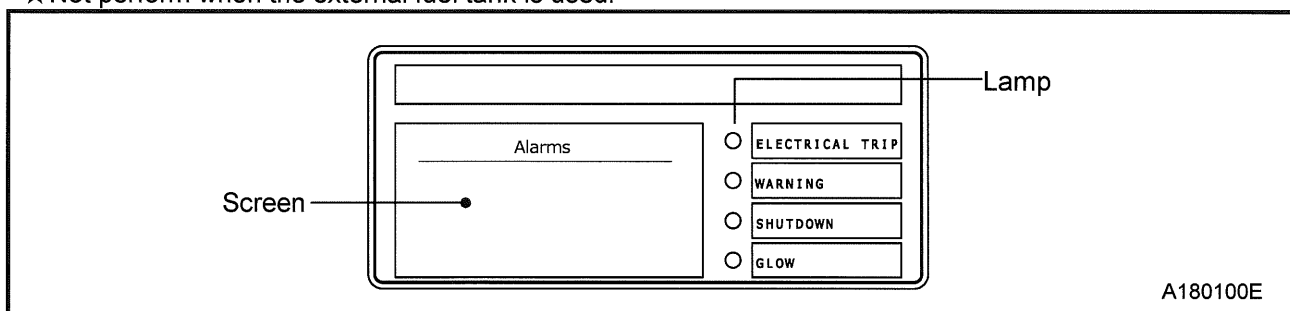 ☆Not perform when the external fuel tank is used.
Lamp
Alarms
ELECTRICAL TRIP
WARNING
Screen
SHUTDOWN
GLOW
A180100E